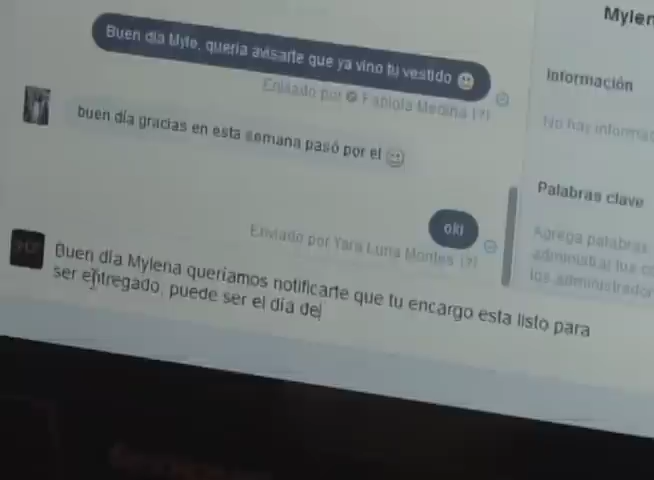 Mylen
Buen día Myle, quería avisarte que ya vino tu vestido
Enviado por Fabiola Medina (?)
Información
No hay informac
buen día gracias en esta semana pasó por el
Palabras clave
oki
Enviado por Yara Luna Montes (?)
Agrega palabras
administrar tus co
los administrador
Buen día Mylena queríamos notificarte que tu encargo esta listo para
ser entregado, puede ser el día de